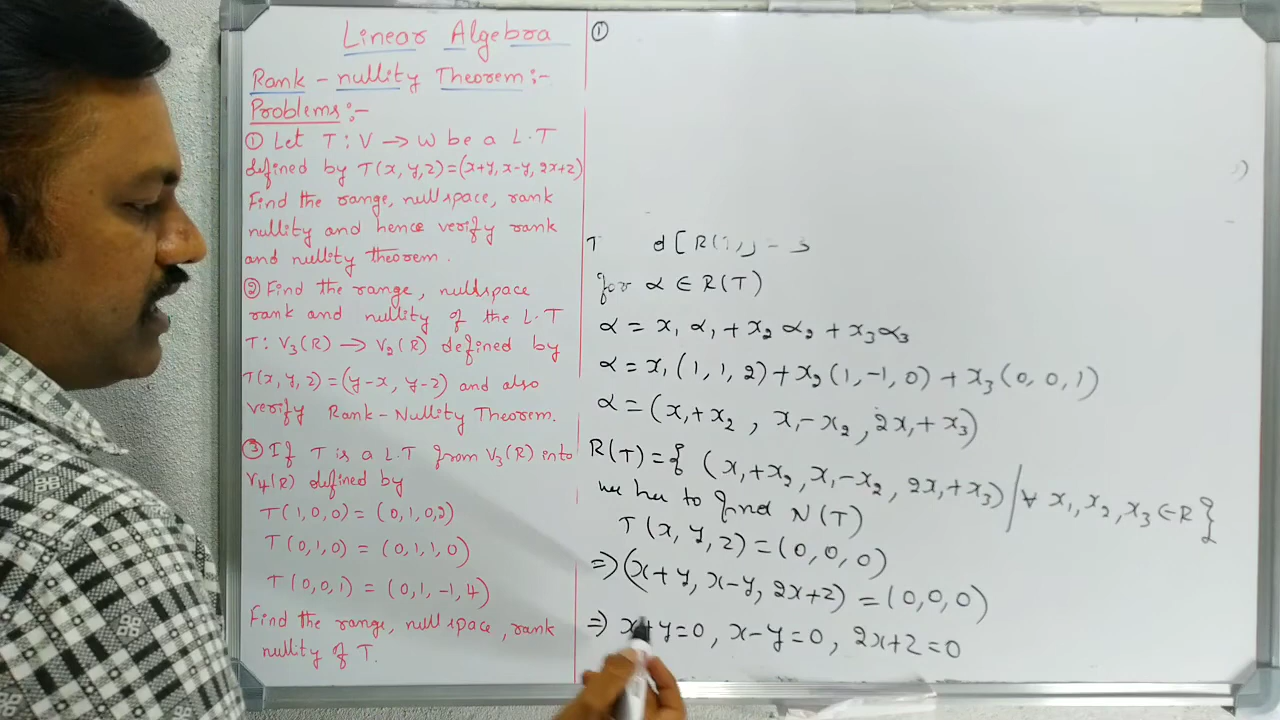 Linear Algebra
Rank - nullity Theorem :-
Problems :-
① Let T : V → W be a L.T
defined by T(x, y, z) = (x+y, x-y, 2x+z)
Find the range, nullspace, rank
nullity and hence verify rank
and nullity theorem.
② Find the range, nullspace
rank and nullity of the L.T
T : V₃(R) → V₂(R) defined by
T(x, y, z) = (y-x, y-z) and also
verify Rank - Nullity Theorem.
③ If T is a L.T from V₃(R) into
V₄(R) defined by
T(1,0,0) = (0,1,0,2)
T(0,1,0) = (0,1,1,0)
T(0,0,1) = (0,1,-1,4)
Find the range, null space, rank
nullity of T.
①
d[R(
for α ∈ R(T)
α = x₁α₁ + x₂α₂ + x₃α₃
α = x₁(1, 1, 2) + x₂(1, -1, 0) + x₃(0, 0, 1)
α = (x₁+x₂, x₁-x₂, 2x₁+x₃)
R(T) = { (x₁+x₂, x₁-x₂, 2x₁+x₃) / ∀ x₁, x₂, x₃ ∈ R }
to find N(T)
T(x, y, z) = (0, 0, 0)
⇒ (x+y, x-y, 2x+z) = (0, 0, 0)
⇒ x+y=0, x-y=0, 2x+z=0